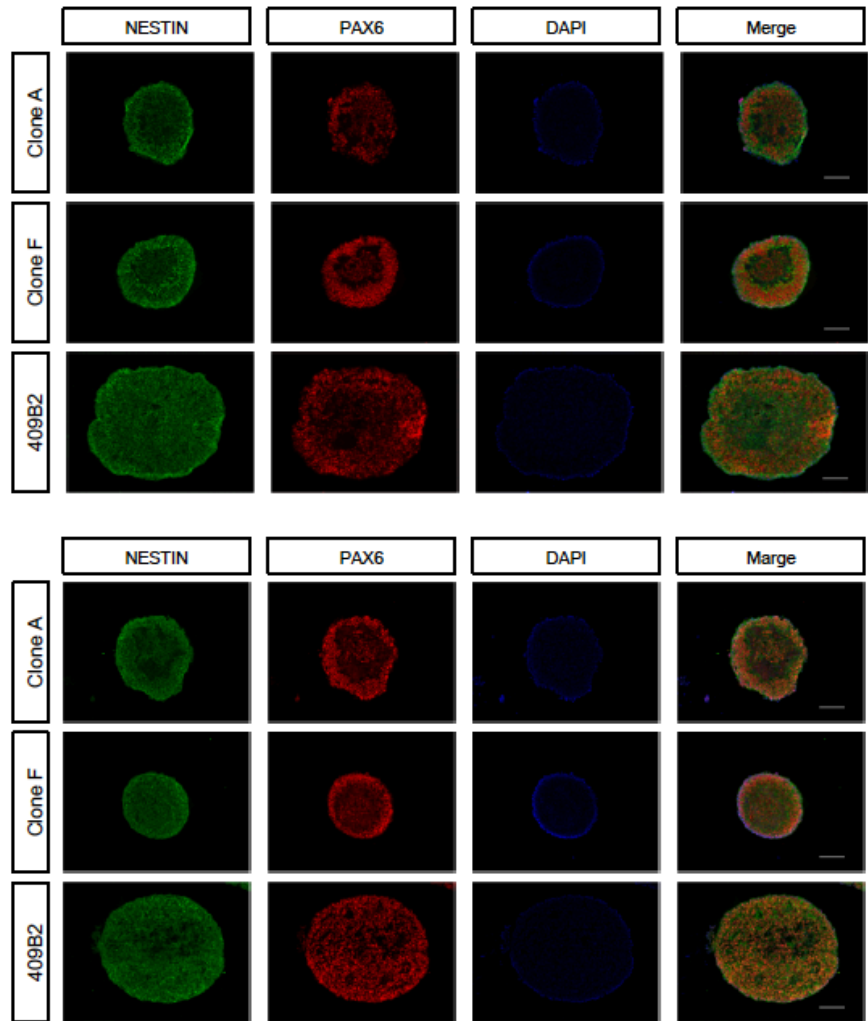 NESTIN PAX6 DAPI Merge
Clone A
Clone F
409B2
NESTIN PAX6 DAPI Marge
Clone A
Clone F
409B2